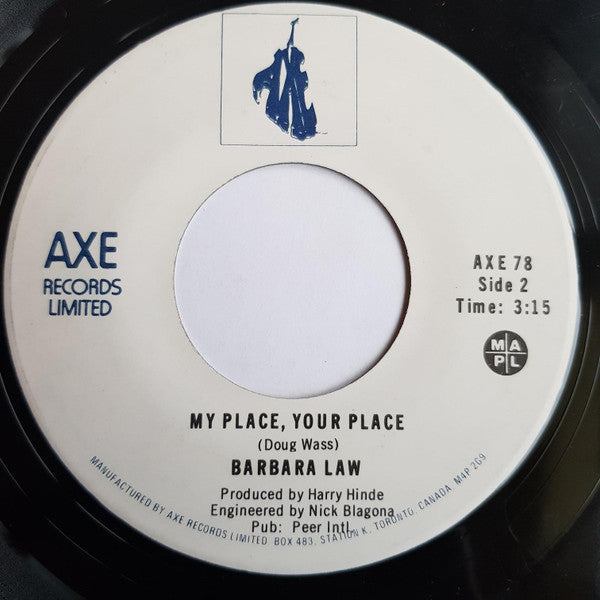 AXE
RECORDS
LIMITED
AXE 78
Side 2
Time: 3:15
M A
P L
MY PLACE, YOUR PLACE
(Doug Wass)
BARBARA LAW
Produced by Harry Hinde
Engineered by Nick Blagona
Pub: Peer Intl.
MANUFACTURED BY AXE RECORDS LIMITED. BOX 483, STATION K, TORONTO, CANADA. M4P 2G9